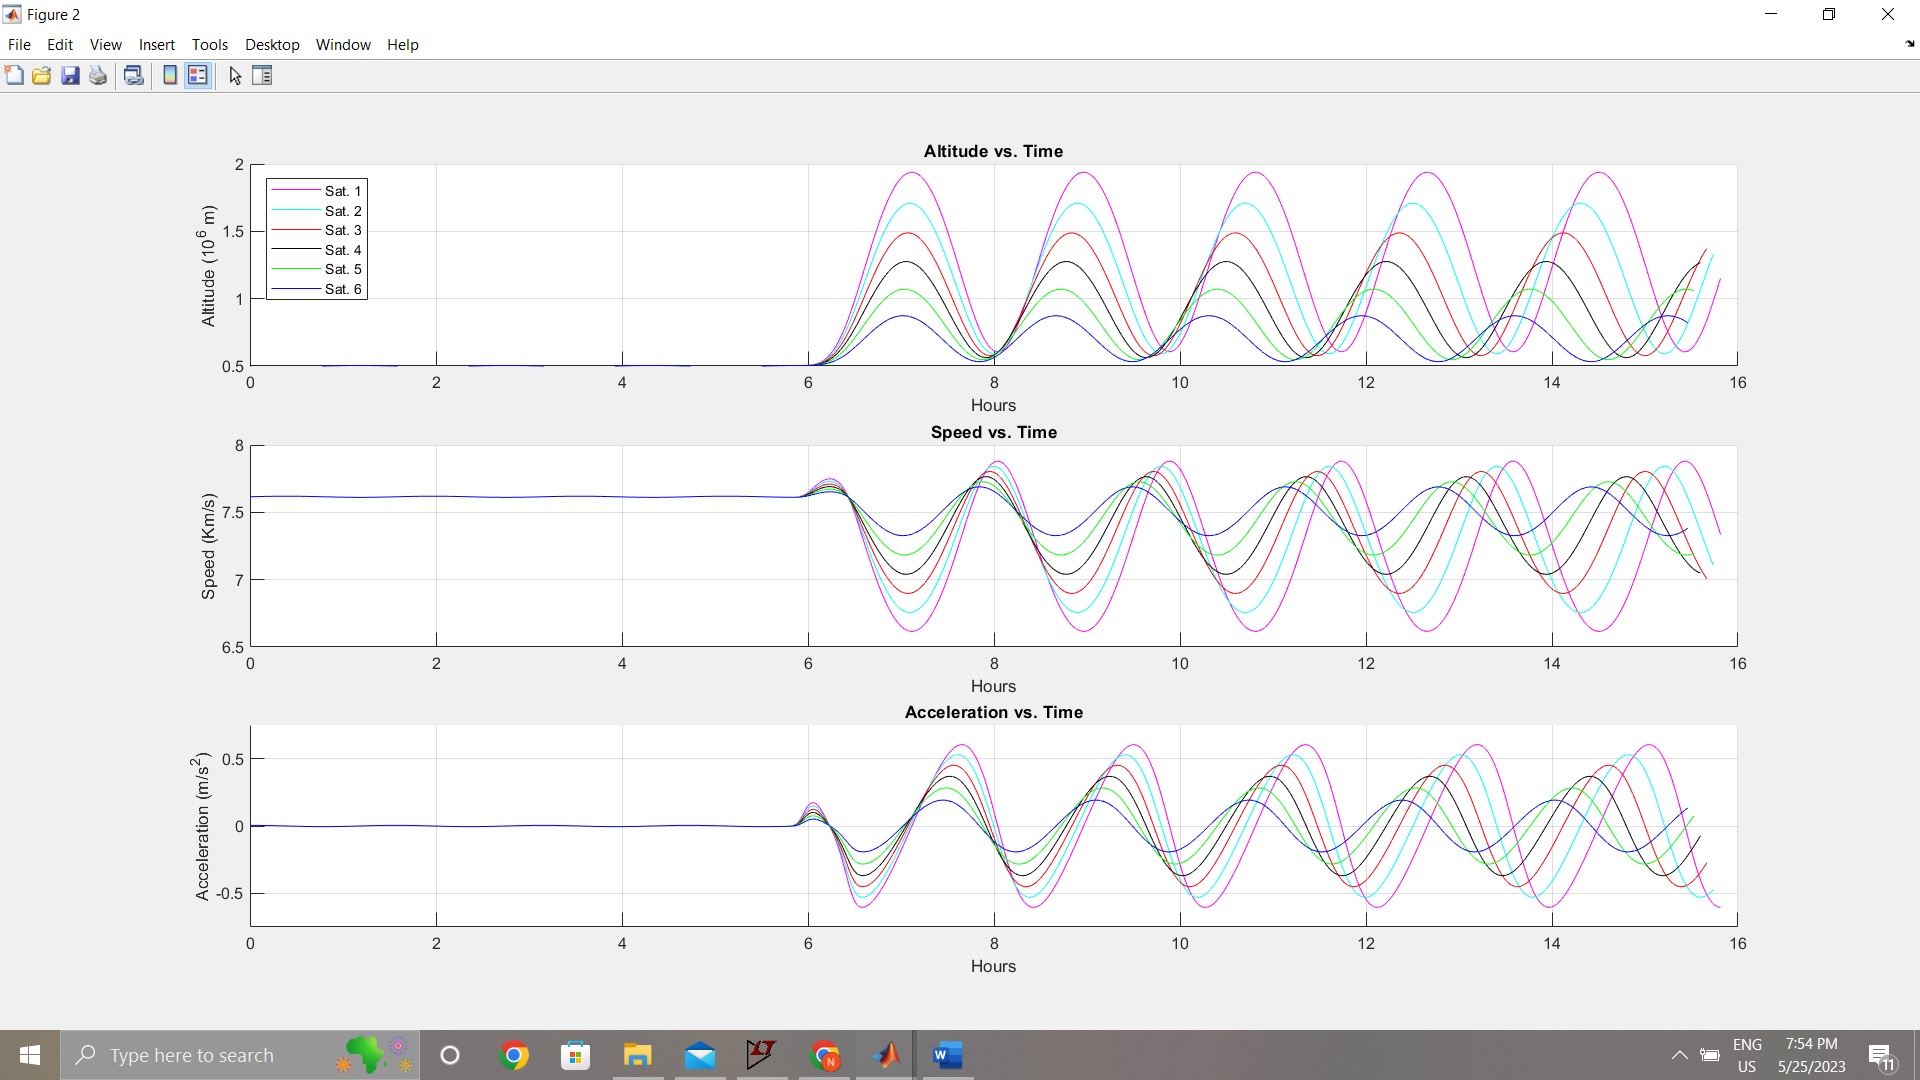 Figure 2
File Edit View Insert Tools Desktop Window Help
Altitude vs. Time
2
1.5
1
0.5
Altitude (10^6 m)
Sat. 1
Sat. 2
Sat. 3
Sat. 4
Sat. 5
Sat. 6
0 2 4 6 8 10 12 14 16
Hours
Speed vs. Time
8
7.5
7
6.5
Speed (Km/s)
0 2 4 6 8 10 12 14 16
Hours
Acceleration vs. Time
0.5
0
-0.5
Acceleration (m/s^2)
0 2 4 6 8 10 12 14 16
Hours
Type here to search
N
W
ENG
US
7:54 PM
5/25/2023
11